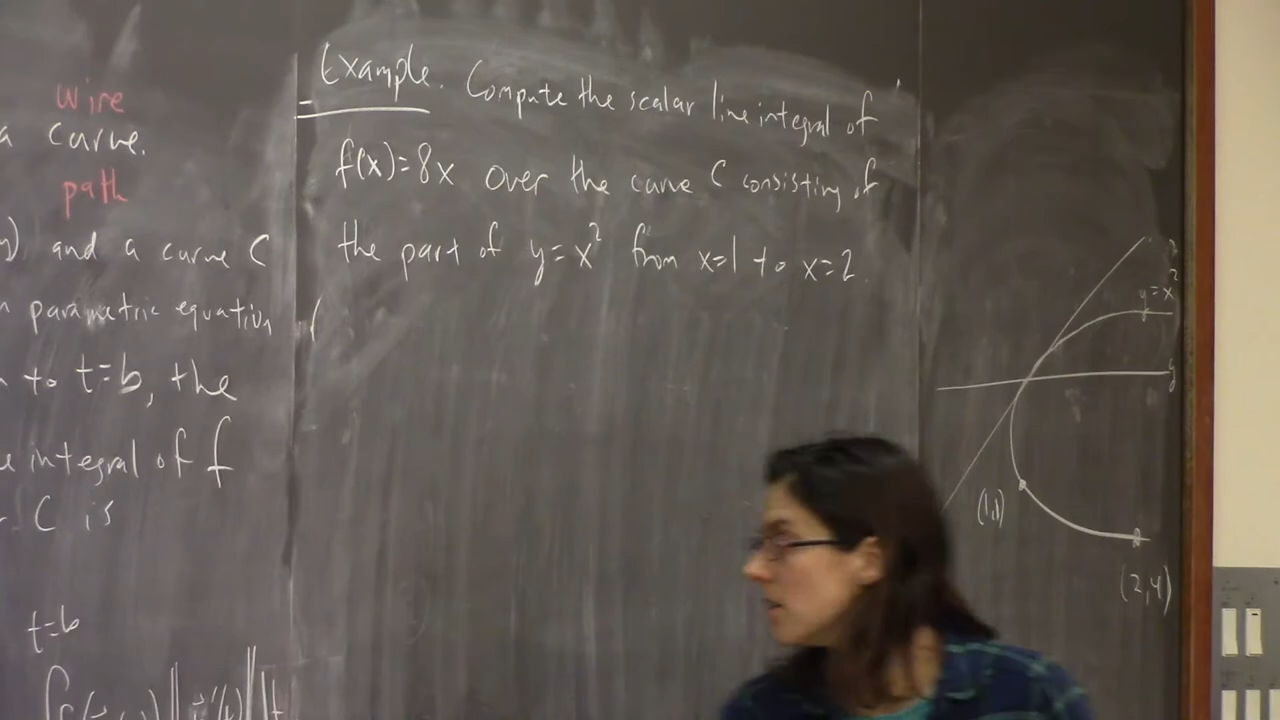 wire
a curve.
path
y) and a curve C
parametric equation
to t=b, the
integral of f
C is
t=b
Example. Compute the scalar line integral of
f(x)=8x over the curve C consisting of
the part of y=x² from x=1 to x=2.
y=x²
y
(1,1)
(2,4)